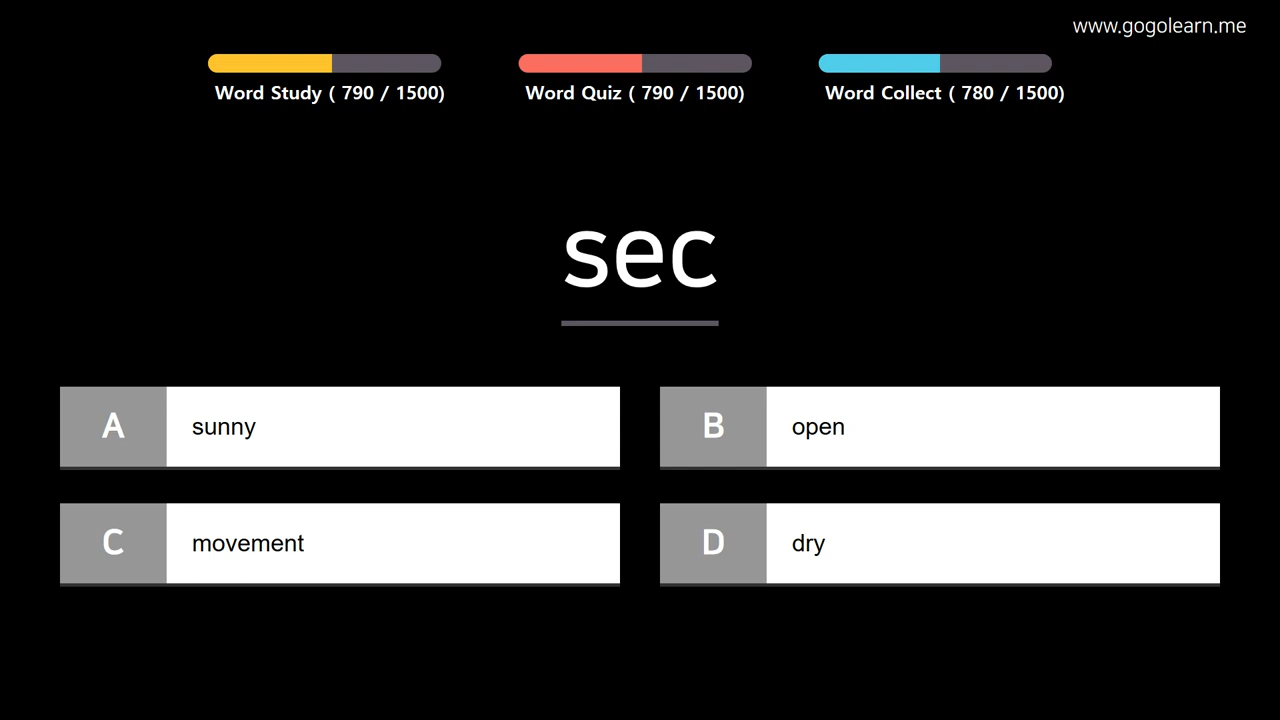 www.gogolearn.me
Word Study ( 790 / 1500)
Word Quiz ( 790 / 1500)
Word Collect ( 780 / 1500)
sec
A sunny
B open
C movement
D dry